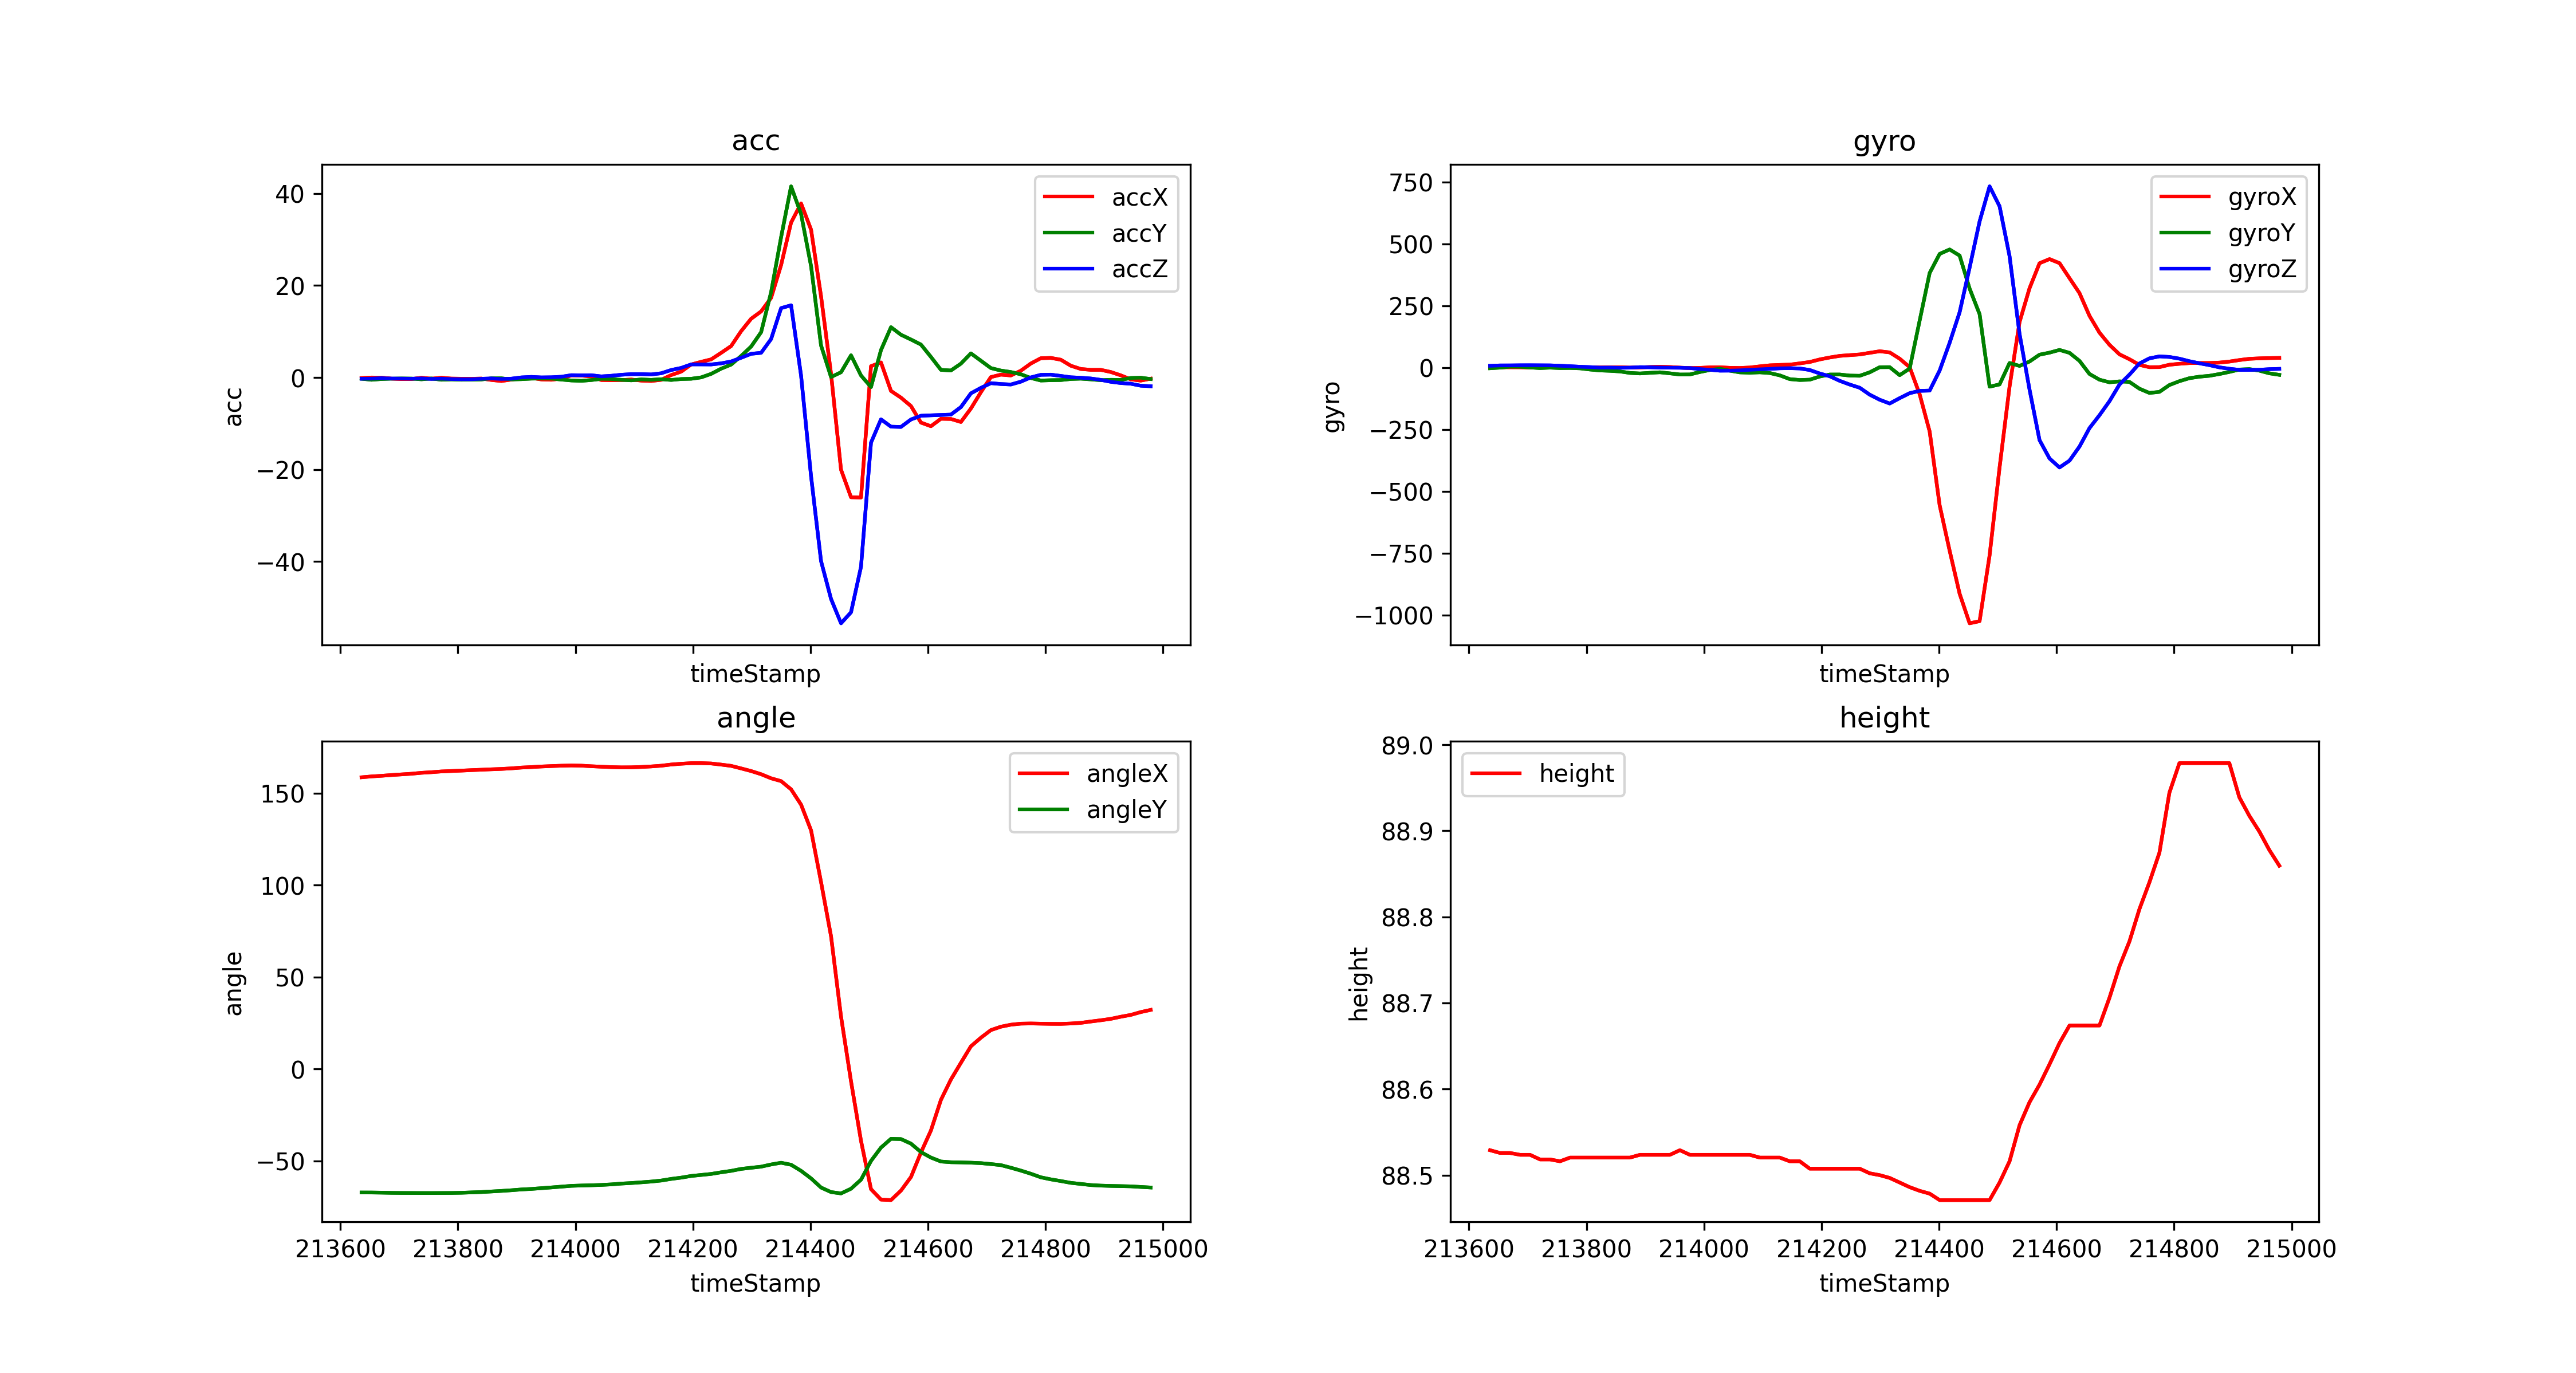 acc
40
20
0
−20
−40
acc
accX
accY
accZ
timeStamp
gyro
750
500
250
0
−250
−500
−750
−1000
gyro
gyroX
gyroY
gyroZ
timeStamp
angle
150
100
50
0
−50
angle
angleX
angleY
213600 213800 214000 214200 214400 214600 214800 215000
timeStamp
height
89.0
88.9
88.8
88.7
88.6
88.5
height
height
213600 213800 214000 214200 214400 214600 214800 215000
timeStamp